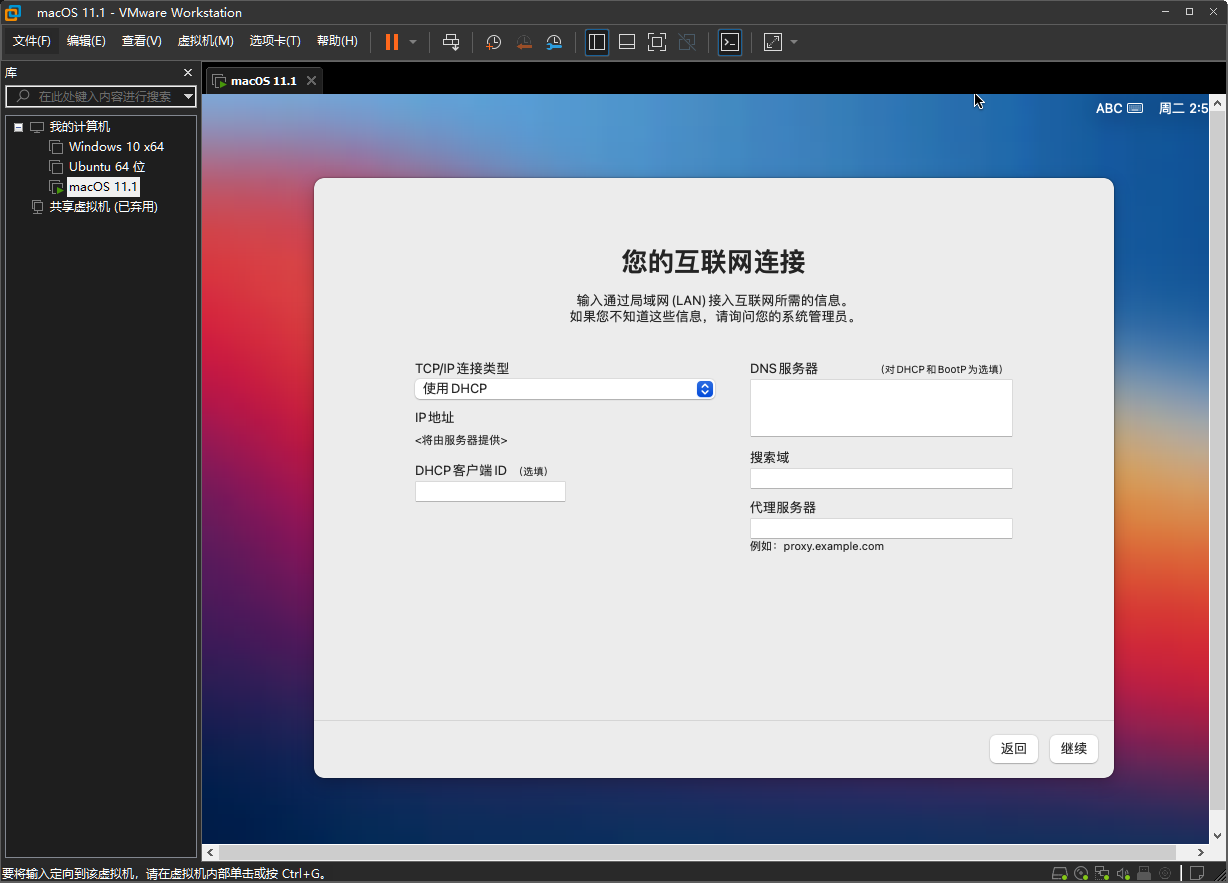 macOS 11.1 - VMware Workstation
文件(F) 编辑(E) 查看(V) 虚拟机(M) 选项卡(T) 帮助(H)
库
在此处键入内容进行搜索
我的计算机
Windows 10 x64
Ubuntu 64 位
macOS 11.1
共享虚拟机 (已弃用)
macOS 11.1
ABC 周二 2:5
您的互联网连接
输入通过局域网 (LAN) 接入互联网所需的信息。
如果您不知道这些信息，请询问您的系统管理员。
TCP/IP 连接类型
使用 DHCP
IP 地址
<将由服务器提供>
DHCP 客户端 ID (选填)
DNS 服务器 (对 DHCP 和 BootP 为选填)
搜索域
代理服务器
例如：proxy.example.com
返回 继续
要将输入定向到该虚拟机，请在虚拟机内部单击或按 Ctrl+G。